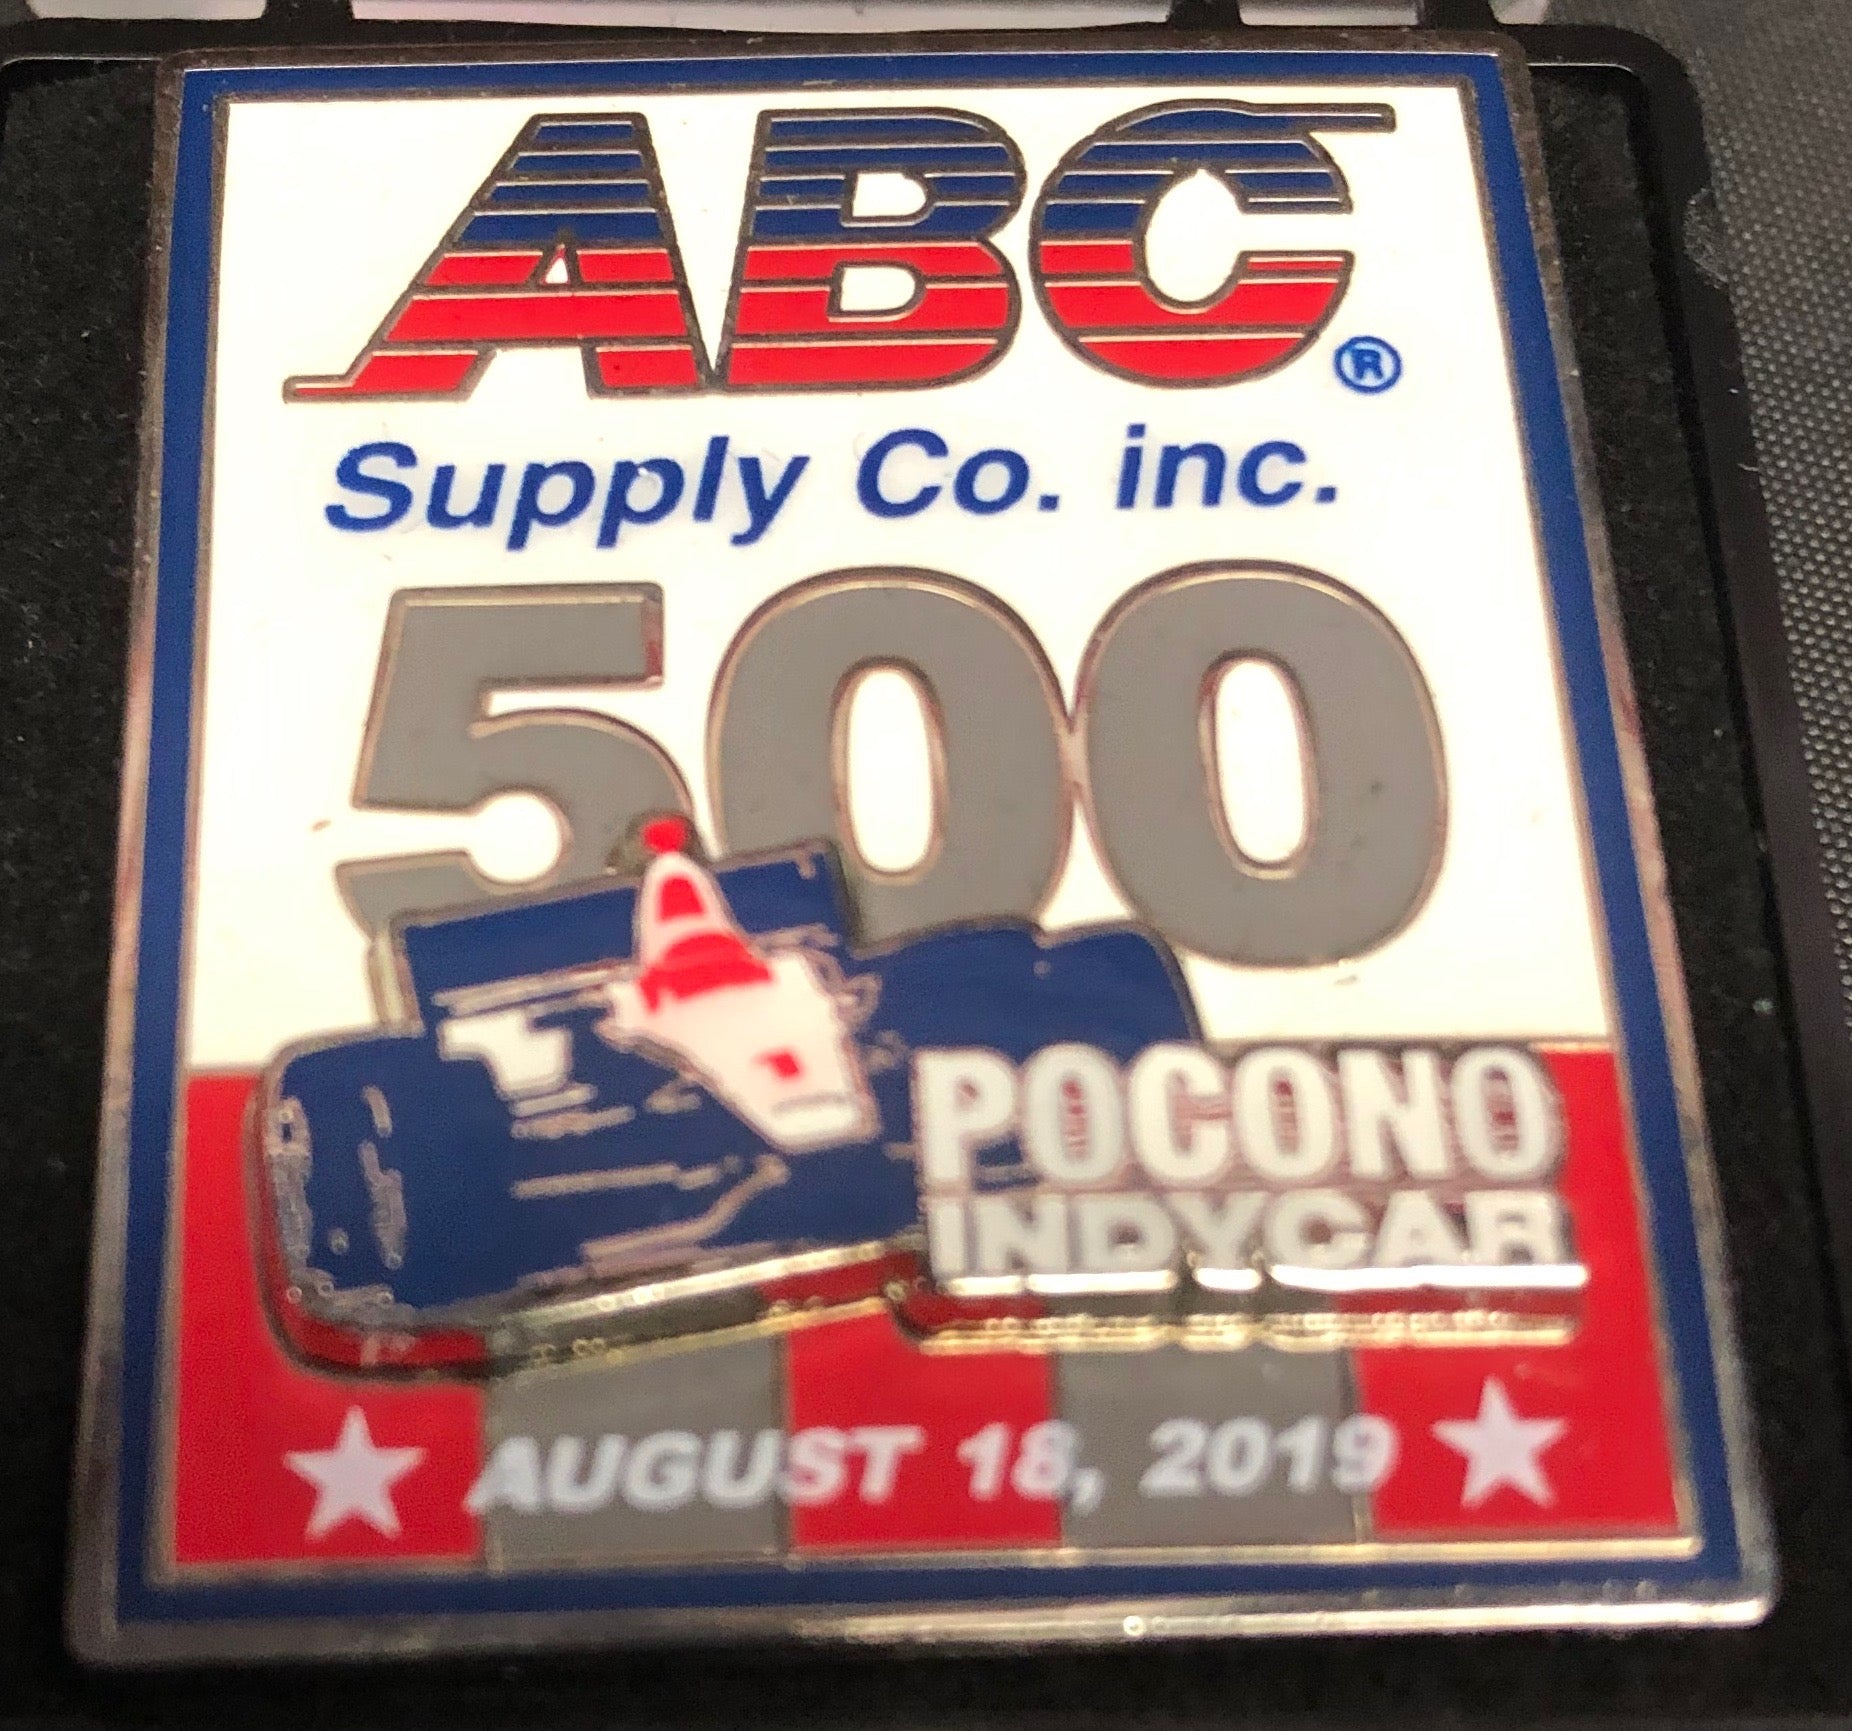 ABC®
Supply Co. inc.
500
POCONO
INDYCAR
AUGUST 18, 2019